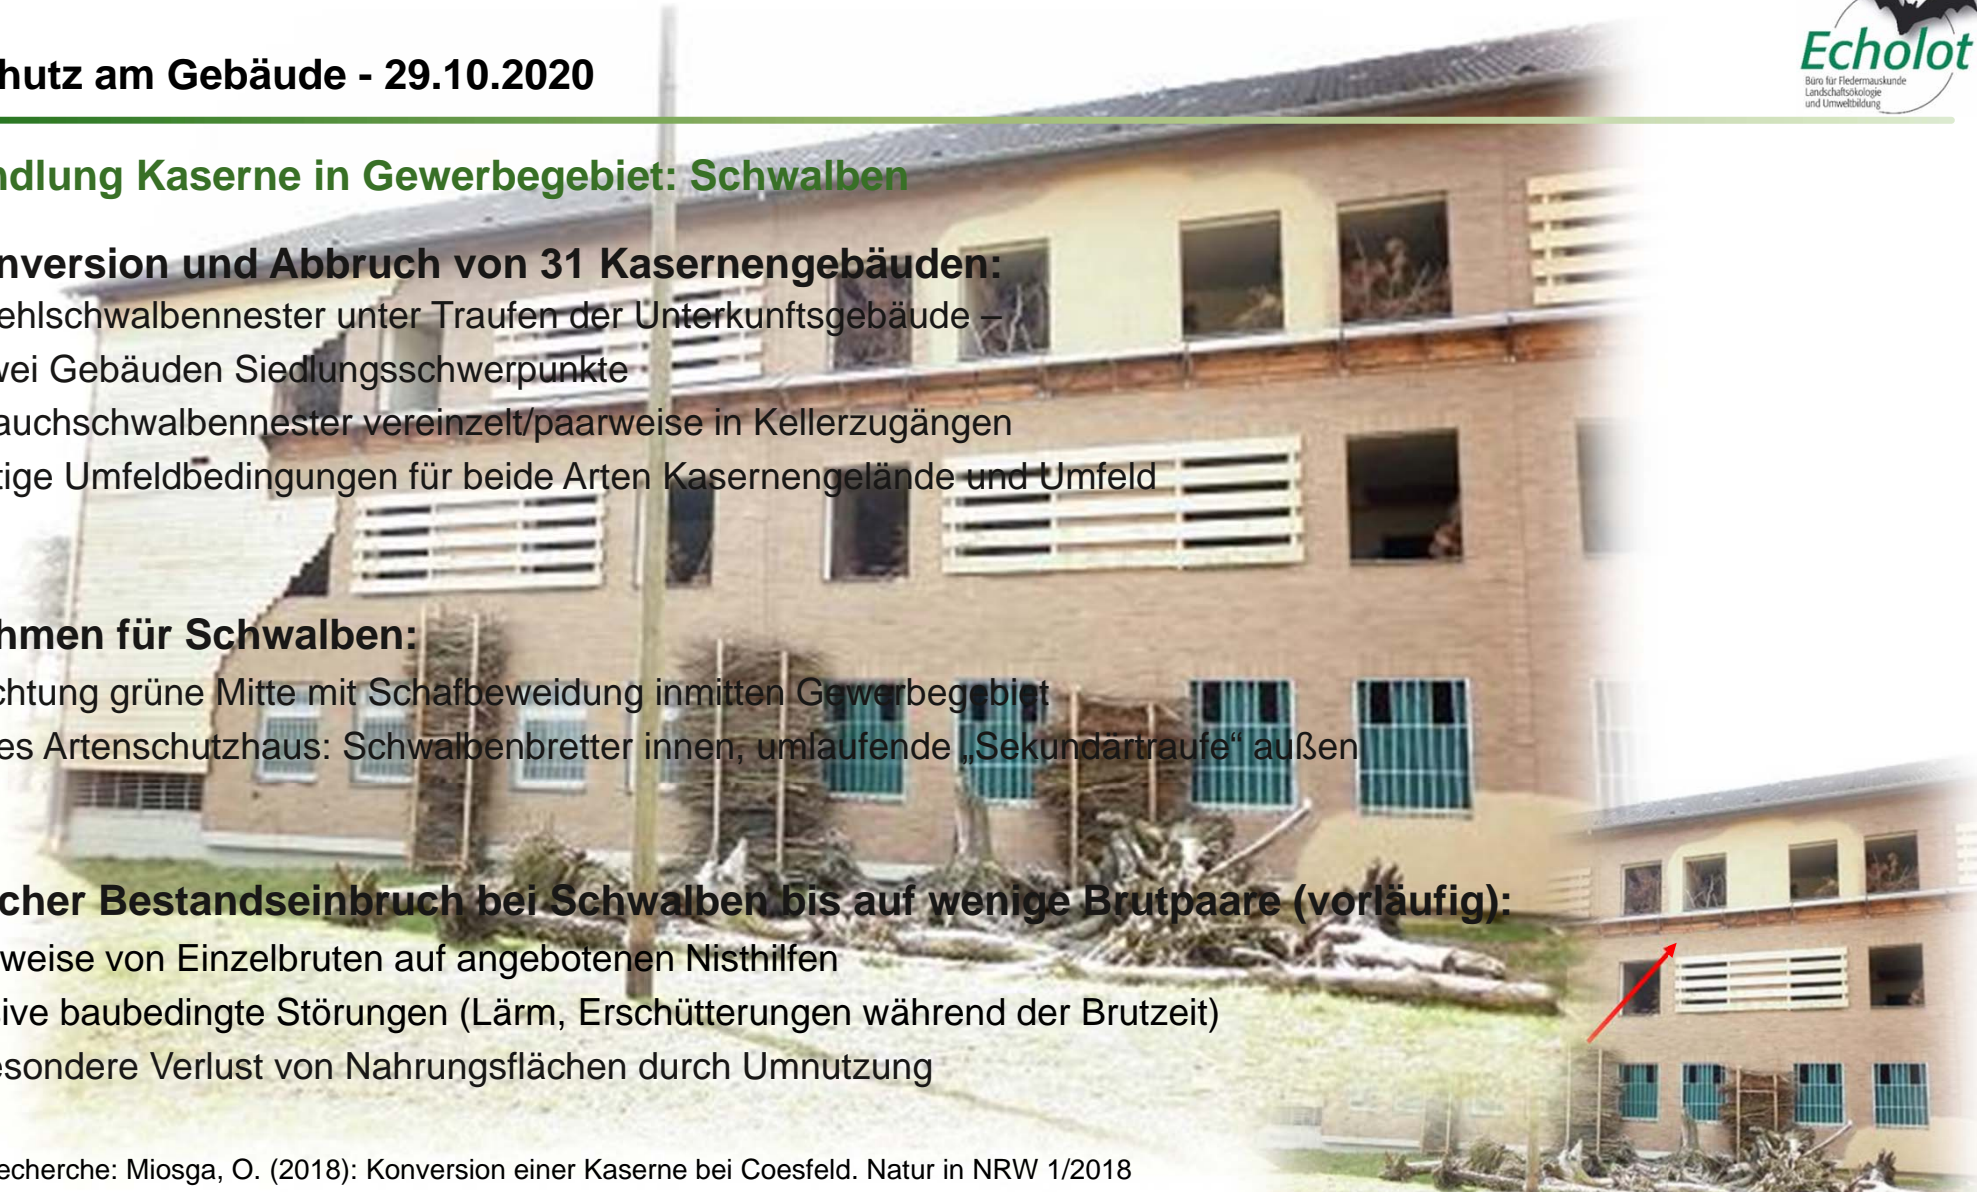 Echolot
Büro für Fledermauskunde
Landschaftsökologie
und Umweltbildung
hutz am Gebäude - 29.10.2020
ndlung Kaserne in Gewerbegebiet: Schwalben
nversion und Abbruch von 31 Kasernengebäuden:
ehlschwalbennester unter Traufen der Unterkunftsgebäude –
wei Gebäuden Siedlungsschwerpunkte
auchschwalbennester vereinzelt/paarweise in Kellerzugängen
tige Umfeldbedingungen für beide Arten Kasernengelände und Umfeld
hmen für Schwalben:
chtung grüne Mitte mit Schafbeweidung inmitten Gewerbegebiet
es Artenschutzhaus: Schwalbenbretter innen, umlaufende „Sekundärtraufe“ außen
cher Bestandseinbruch bei Schwalben bis auf wenige Brutpaare (vorläufig):
weise von Einzelbruten auf angebotenen Nisthilfen
sive baubedingte Störungen (Lärm, Erschütterungen während der Brutzeit)
esondere Verlust von Nahrungsflächen durch Umnutzung
echerche: Miosga, O. (2018): Konversion einer Kaserne bei Coesfeld. Natur in NRW 1/2018